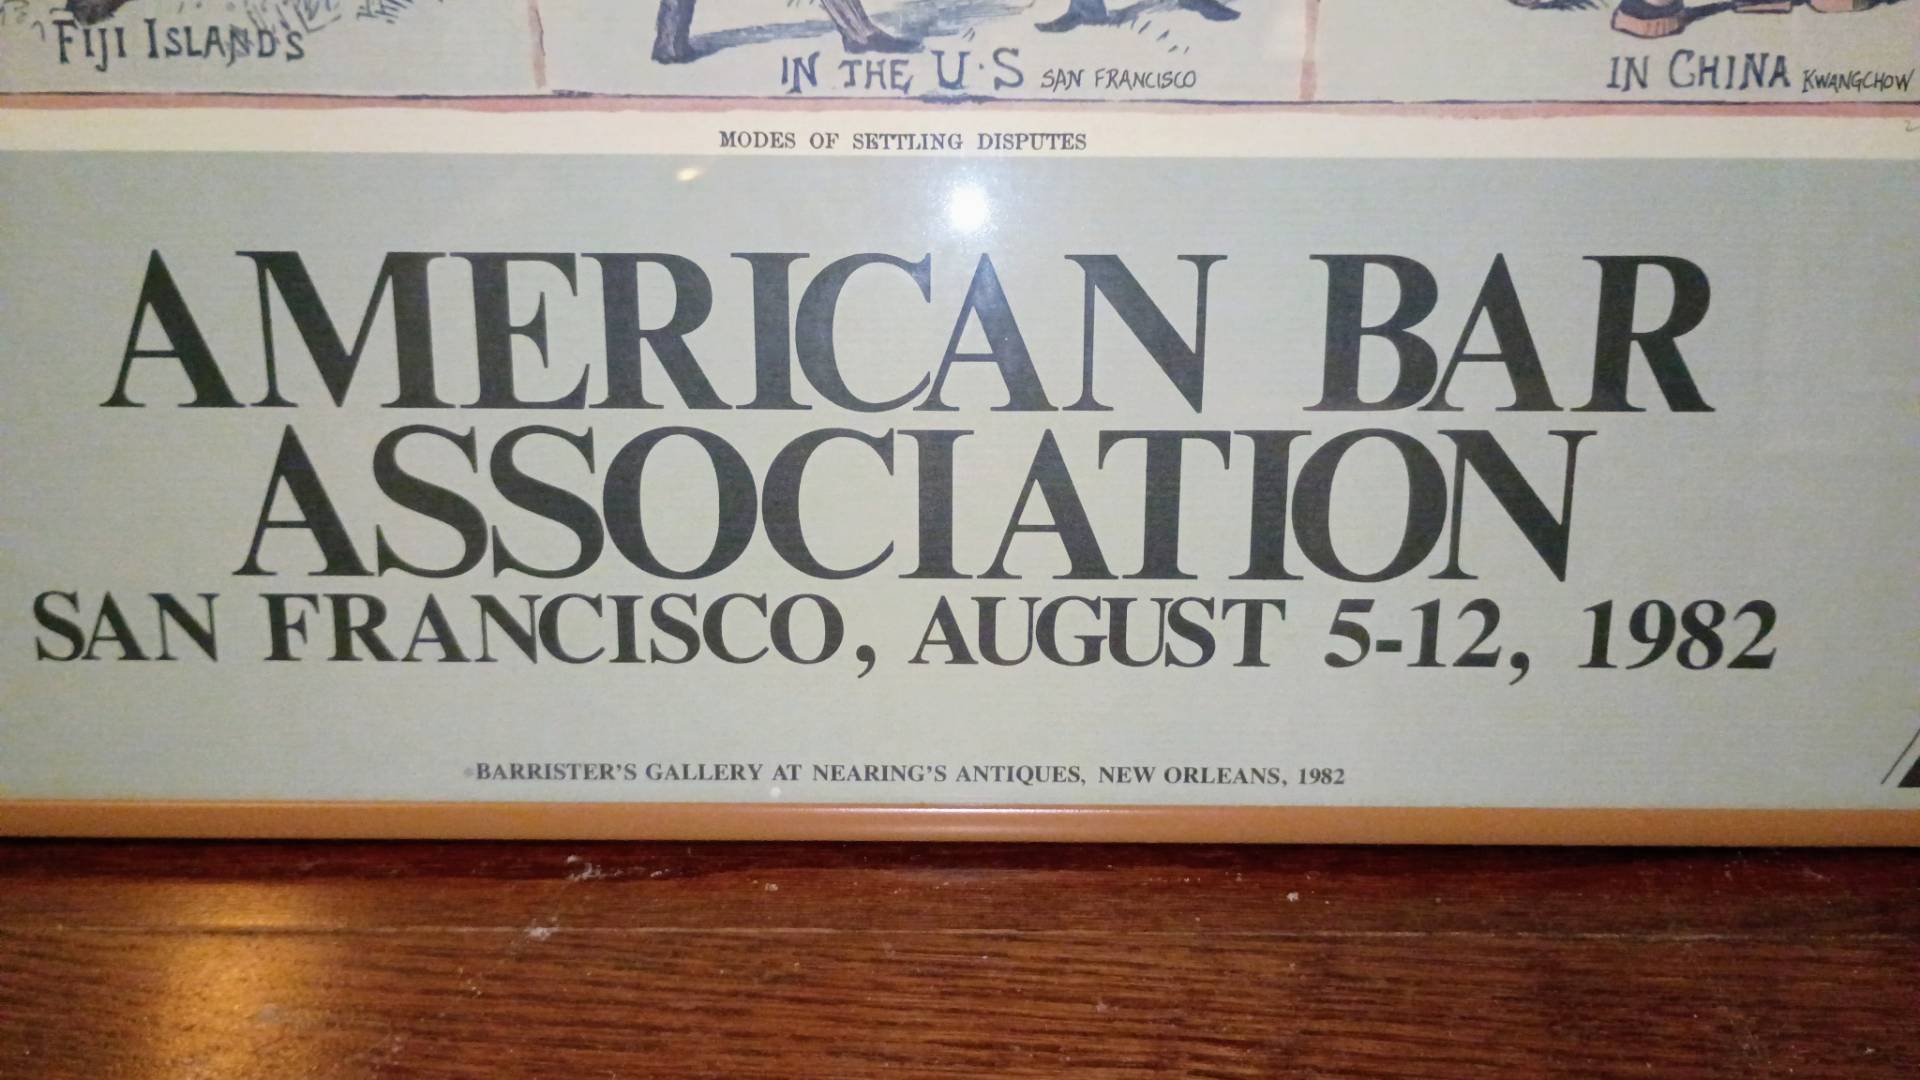 FIJI ISLANDS
IN THE U.S SAN FRANCISCO
IN CHINA KWANGCHOW
MODES OF SETTLING DISPUTES
AMERICAN BAR
ASSOCIATION
SAN FRANCISCO, AUGUST 5-12, 1982
©BARRISTER'S GALLERY AT NEARING'S ANTIQUES, NEW ORLEANS, 1982